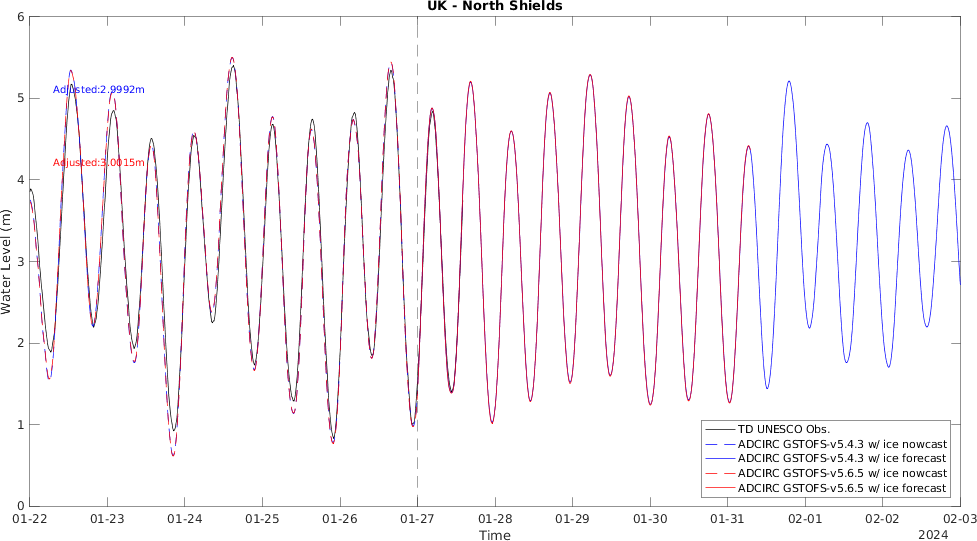 UK - North Shields
6
5
4
3
2
1
0
Water Level (m)
Adjusted:2.9992m
Adjusted:3.0015m
TD UNESCO Obs.
ADCIRC GSTOFS-v5.4.3 w/ ice nowcast
ADCIRC GSTOFS-v5.4.3 w/ ice forecast
ADCIRC GSTOFS-v5.6.5 w/ ice nowcast
ADCIRC GSTOFS-v5.6.5 w/ ice forecast
01-22 01-23 01-24 01-25 01-26 01-27 01-28 01-29 01-30 01-31 02-01 02-02 02-03
Time
2024